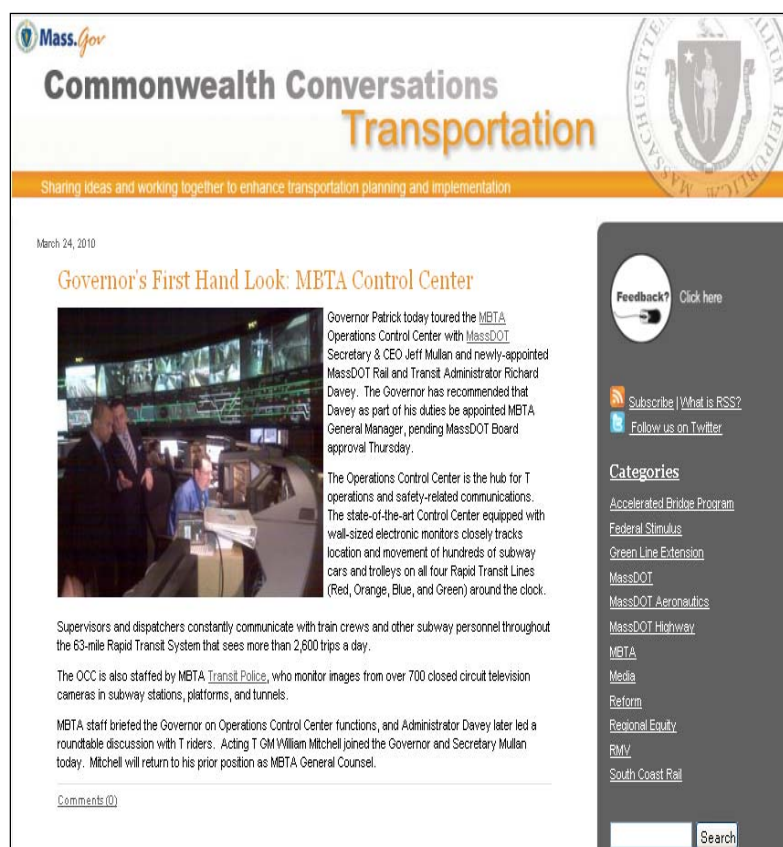 Mass.Gov
Commonwealth Conversations
Transportation
Sharing ideas and working together to enhance transportation planning and implementation
March 24, 2010
Governor's First Hand Look: MBTA Control Center
Governor Patrick today toured the MBTA
Operations Control Center with MassDOT
Secretary & CEO Jeff Mullan and newly-appointed
MassDOT Rail and Transit Administrator Richard
Davey. The Governor has recommended that
Davey as part of his duties be appointed MBTA
General Manager, pending MassDOT Board
approval Thursday.
The Operations Control Center is the hub for T
operations and safety-related communications.
The state-of-the-art Control Center equipped with
wall-sized electronic monitors closely tracks
location and movement of hundreds of subway
cars and trolleys on all four Rapid Transit Lines
(Red, Orange, Blue, and Green) around the clock.
Supervisors and dispatchers constantly communicate with train crews and other subway personnel throughout
the 63-mile Rapid Transit System that sees more than 2,600 trips a day.
The OCC is also staffed by MBTA Transit Police, who monitor images from over 700 closed circuit television
cameras in subway stations, platforms, and tunnels.
MBTA staff briefed the Governor on Operations Control Center functions, and Administrator Davey later led a
roundtable discussion with T riders. Acting T GM William Mitchell joined the Governor and Secretary Mullan
today. Mitchell will return to his prior position as MBTA General Counsel.
Comments (0)
Feedback?
Click here
Subscribe | What is RSS?
Follow us on Twitter
Categories
Accelerated Bridge Program
Federal Stimulus
Green Line Extension
MassDOT
MassDOT Aeronautics
MassDOT Highway
MBTA
Media
Reform
Regional Equity
RMV
South Coast Rail
Search